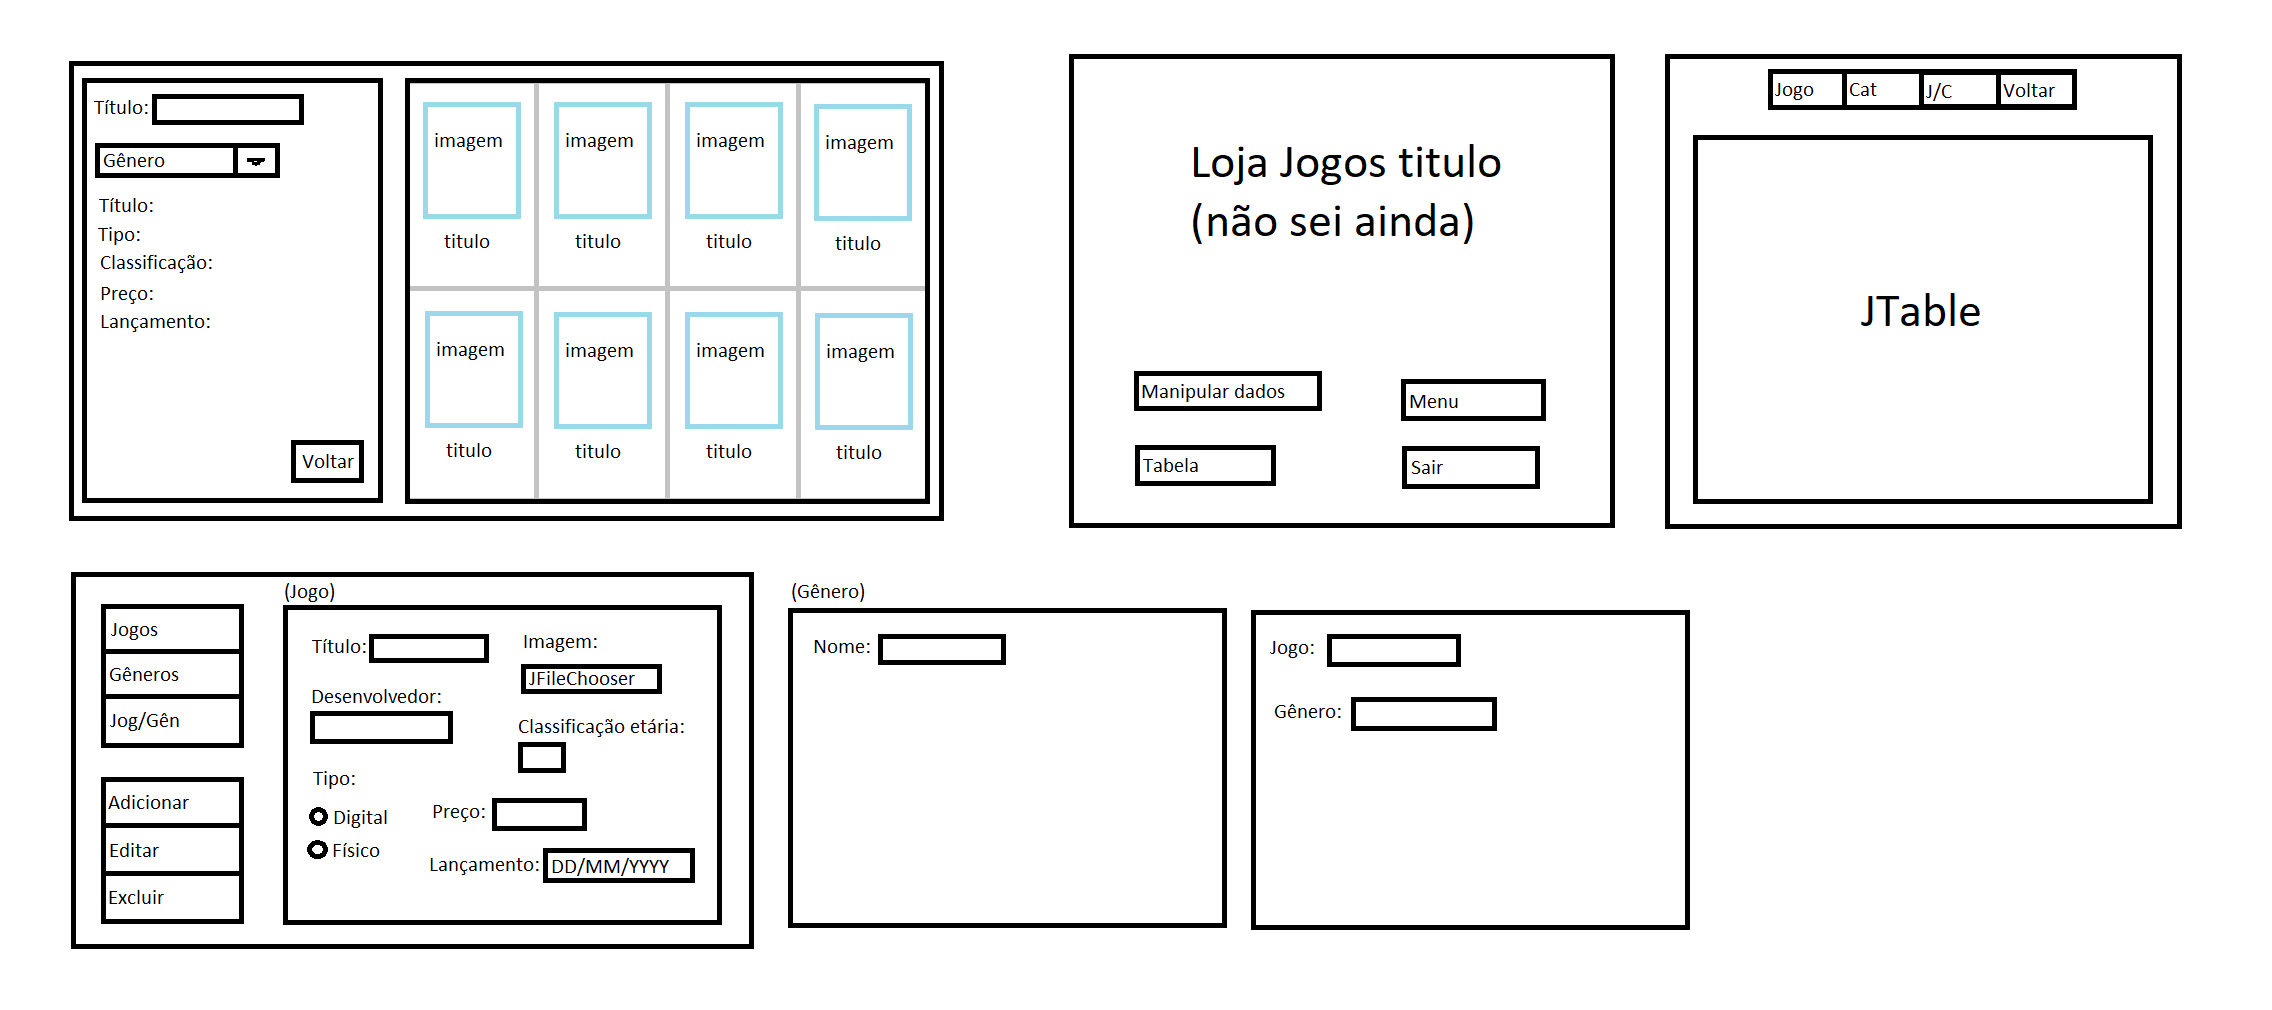 Título:
Gênero
Título:
Tipo:
Classificação:
Preço:
Lançamento:
Voltar
imagem
imagem
imagem
imagem
titulo
titulo
titulo
titulo
imagem
imagem
imagem
imagem
titulo
titulo
titulo
titulo
Loja Jogos titulo
(não sei ainda)
Manipular dados
Menu
Tabela
Sair
Jogo
Cat
J/C
Voltar
JTable
Jogos
Gêneros
Jog/Gên
Adicionar
Editar
Excluir
(Jogo)
Título:
Imagem:
JFileChooser
Desenvolvedor:
Classificação etária:
Tipo:
Digital
Físico
Preço:
Lançamento:
DD/MM/YYYY
(Gênero)
Nome:
Jogo:
Gênero: